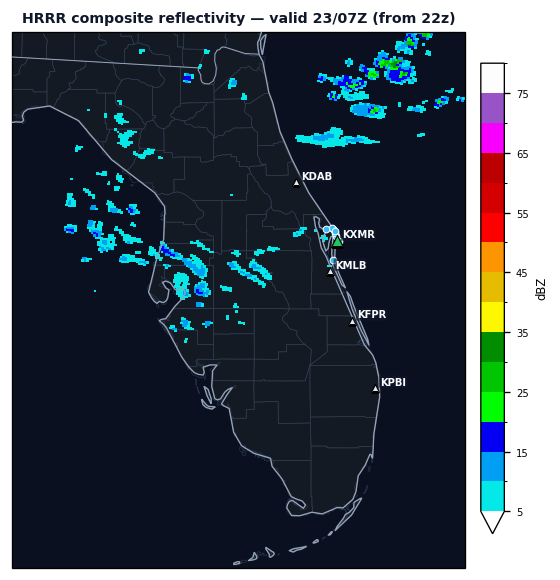 HRRR composite reflectivity — valid 23/07Z (from 22z)
75
65
55
45
35
25
15
5
dBZ
KDAB
KXMR
KMLB
KFPR
KPBI